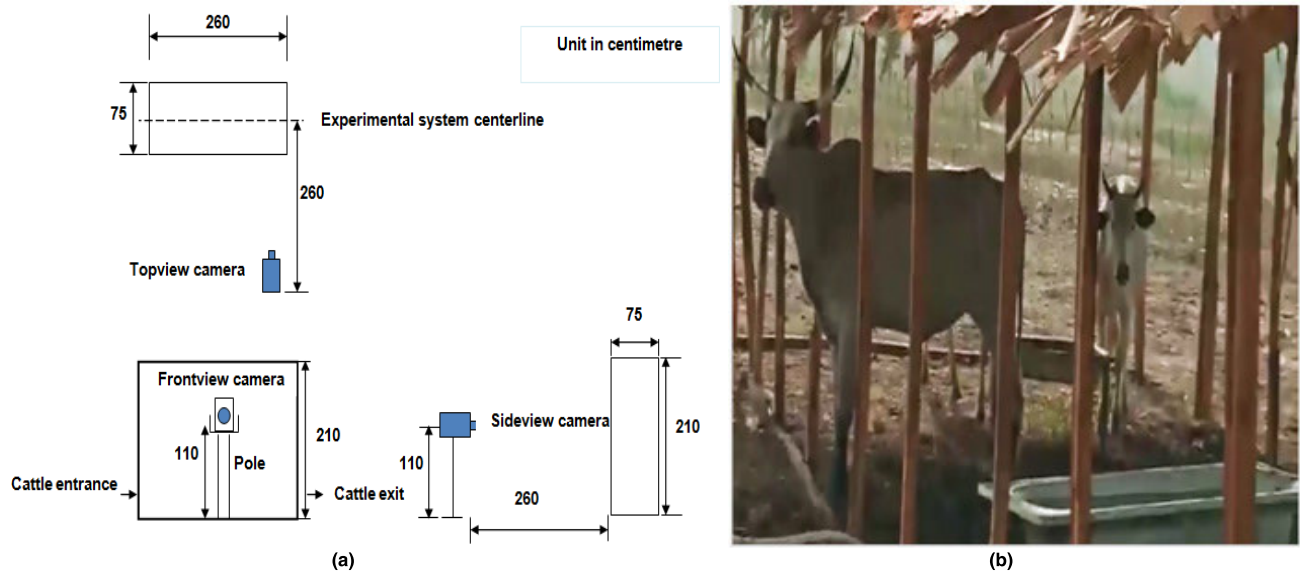 260
Unit in centimetre
75
Experimental system centerline
260
Topview camera
75
Frontview camera
Sideview camera
210
210
110
Pole
110
Cattle entrance
Cattle exit
260
(a)
(b)